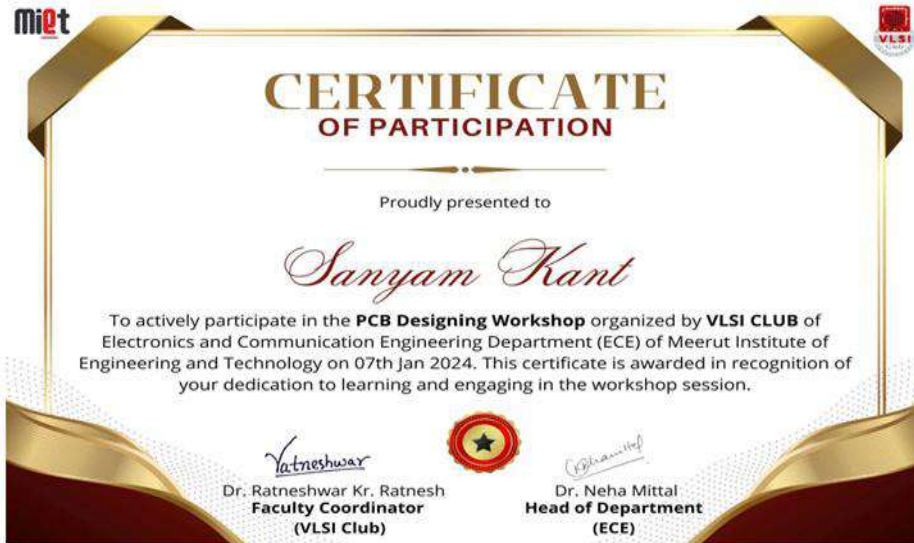 miet
VLSI
Club
CERTIFICATE
OF PARTICIPATION
Proudly presented to
Sanyam Kant
To actively participate in the PCB Designing Workshop organized by VLSI CLUB of
Electronics and Communication Engineering Department (ECE) of Meerut Institute of
Engineering and Technology on 07th Jan 2024. This certificate is awarded in recognition of
your dedication to learning and engaging in the workshop session.
Ratneshwar
Dr. Ratneshwar Kr. Ratnesh
Faculty Coordinator
(VLSI Club)
Dr. Neha Mittal
Head of Department
(ECE)